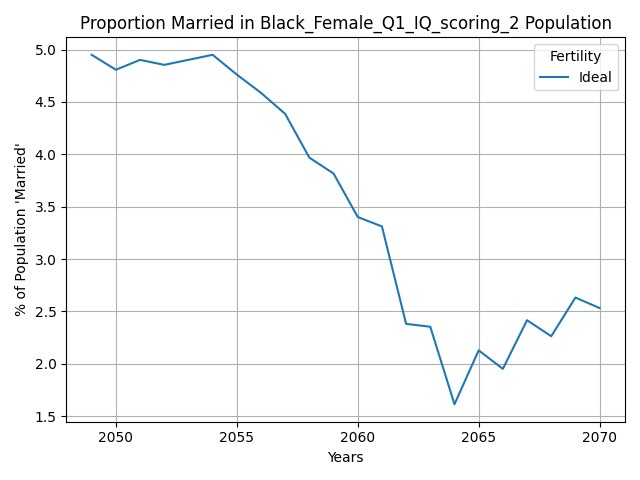 Proportion Married in Black_Female_Q1_IQ_scoring_2 Population
Fertility
Ideal
% of Population 'Married'
5.0
4.5
4.0
3.5
3.0
2.5
2.0
1.5
2050 2055 2060 2065 2070
Years